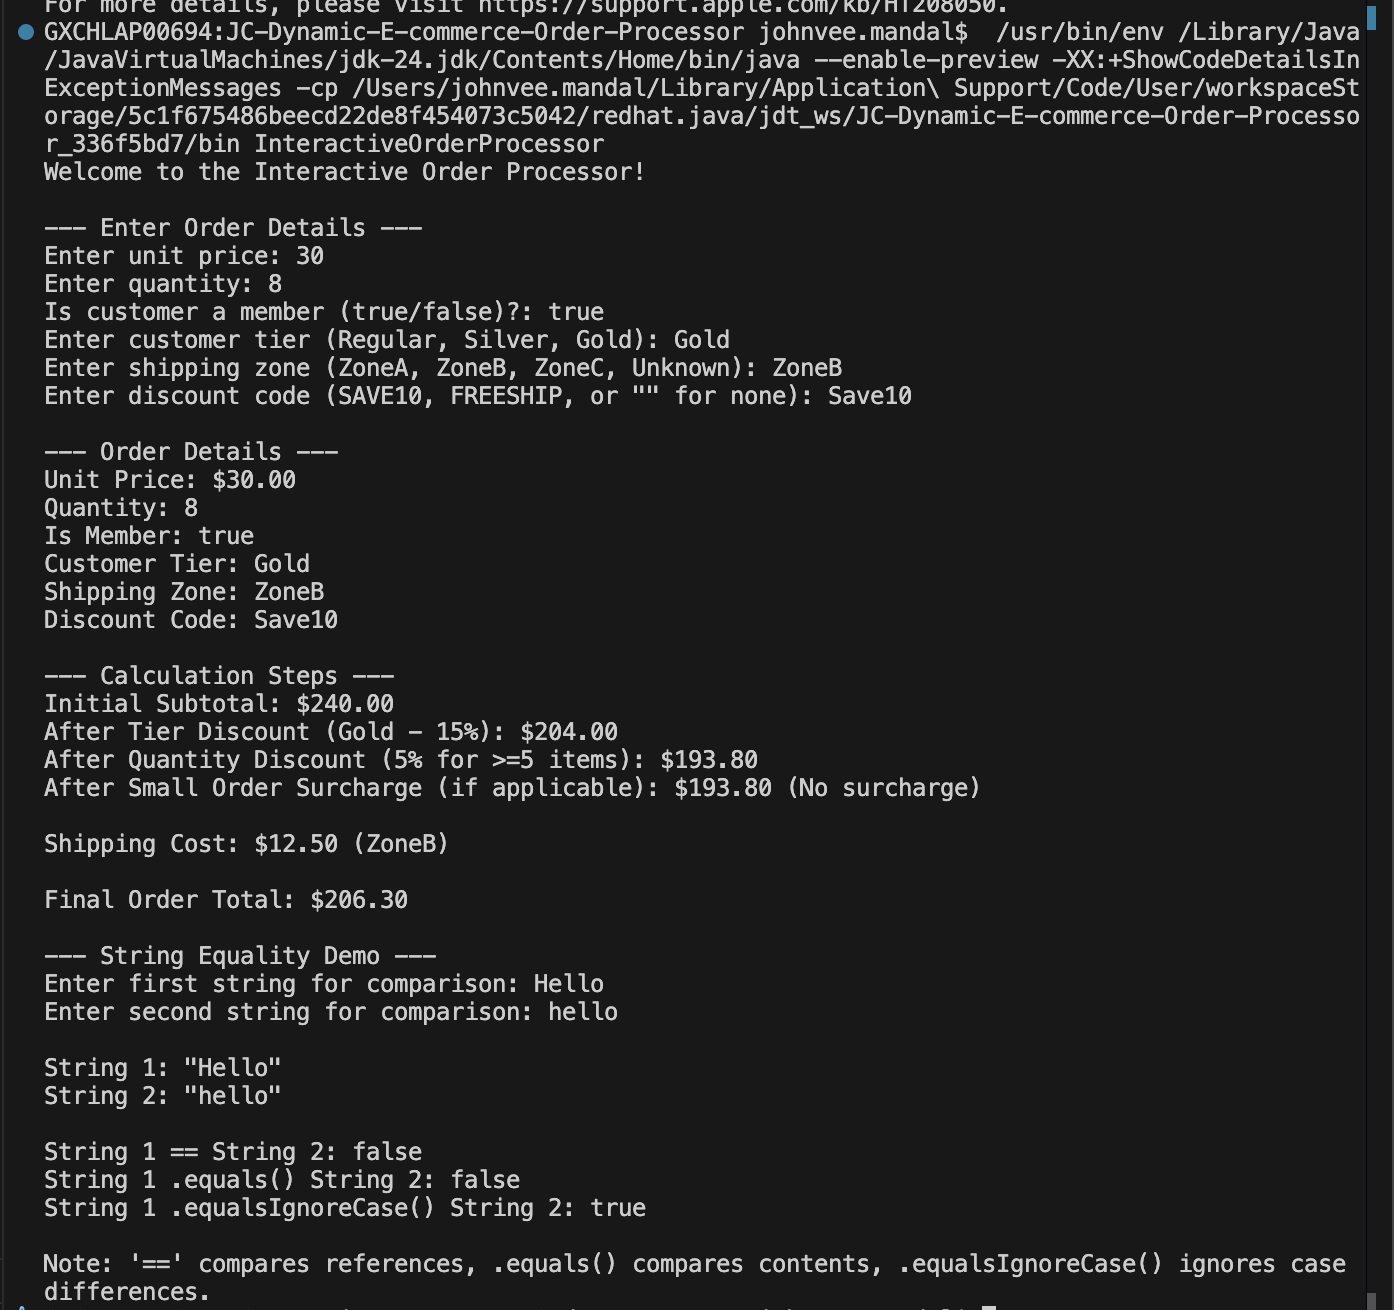 For more details, please visit https://support.apple.com/kb/HT208050.
GXCHLAP00694:JC-Dynamic-E-commerce-Order-Processor johnvee.mandal$  /usr/bin/env /Library/Java
/JavaVirtualMachines/jdk-24.jdk/Contents/Home/bin/java --enable-preview -XX:+ShowCodeDetailsIn
ExceptionMessages -cp /Users/johnvee.mandal/Library/Application\ Support/Code/User/workspaceSt
orage/5c1f675486beecd22de8f454073c5042/redhat.java/jdt_ws/JC-Dynamic-E-commerce-Order-Processo
r_336f5bd7/bin InteractiveOrderProcessor
Welcome to the Interactive Order Processor!
--- Enter Order Details ---
Enter unit price: 30
Enter quantity: 8
Is customer a member (true/false)?: true
Enter customer tier (Regular, Silver, Gold): Gold
Enter shipping zone (ZoneA, ZoneB, ZoneC, Unknown): ZoneB
Enter discount code (SAVE10, FREESHIP, or "" for none): Save10
--- Order Details ---
Unit Price: $30.00
Quantity: 8
Is Member: true
Customer Tier: Gold
Shipping Zone: ZoneB
Discount Code: Save10
--- Calculation Steps ---
Initial Subtotal: $240.00
After Tier Discount (Gold - 15%): $204.00
After Quantity Discount (5% for >=5 items): $193.80
After Small Order Surcharge (if applicable): $193.80 (No surcharge)
Shipping Cost: $12.50 (ZoneB)
Final Order Total: $206.30
--- String Equality Demo ---
Enter first string for comparison: Hello
Enter second string for comparison: hello
String 1: "Hello"
String 2: "hello"
String 1 == String 2: false
String 1 .equals() String 2: false
String 1 .equalsIgnoreCase() String 2: true
Note: '==' compares references, .equals() compares contents, .equalsIgnoreCase() ignores case
differences.